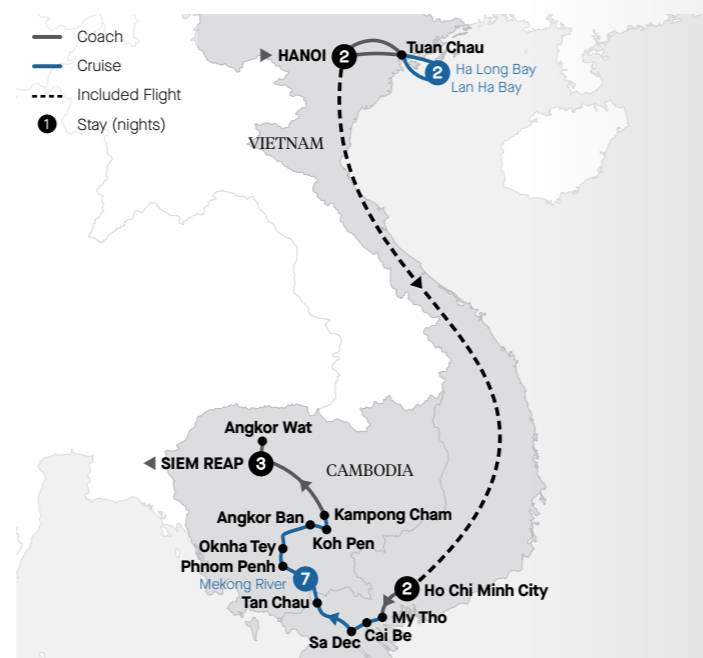 Coach
Cruise
Included Flight
1 Stay (nights)
HANOI 2
Tuan Chau
2 Ha Long Bay
Lan Ha Bay
VIETNAM
Angkor Wat
SIEM REAP 3
CAMBODIA
Angkor Ban
Kampong Cham
Koh Pen
Oknha Tey
Phnom Penh
Mekong River 7
2 Ho Chi Minh City
Tan Chau
My Tho
Cai Be
Sa Dec